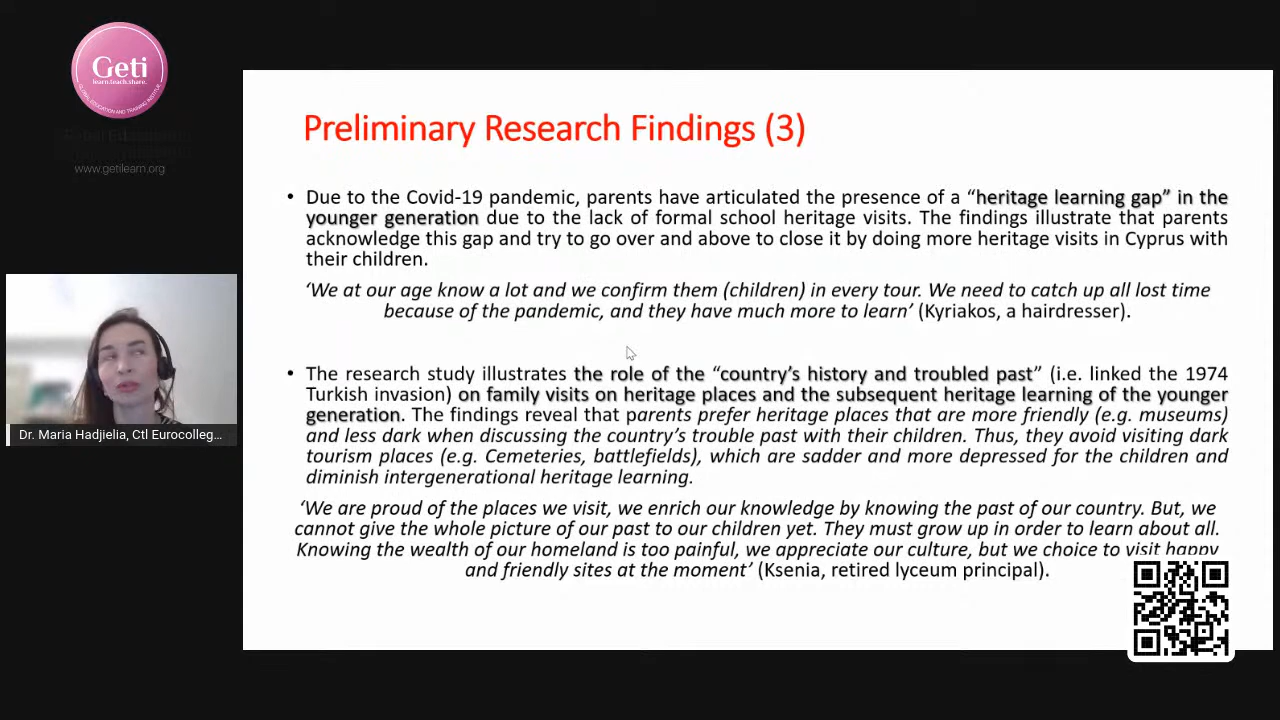 Geti
learn.teach.share.
GLOBAL EDUCATION AND TRAINING INSTITUTE
www.getilearn.org
Preliminary Research Findings (3)
• Due to the Covid-19 pandemic, parents have articulated the presence of a “heritage learning gap” in the
younger generation due to the lack of formal school heritage visits. The findings illustrate that parents
acknowledge this gap and try to go over and above to close it by doing more heritage visits in Cyprus with
their children.
‘We at our age know a lot and we confirm them (children) in every tour. We need to catch up all lost time
because of the pandemic, and they have much more to learn’ (Kyriakos, a hairdresser).
• The research study illustrates the role of the “country’s history and troubled past” (i.e. linked the 1974
Turkish invasion) on family visits on heritage places and the subsequent heritage learning of the younger
generation. The findings reveal that parents prefer heritage places that are more friendly (e.g. museums)
and less dark when discussing the country’s trouble past with their children. Thus, they avoid visiting dark
tourism places (e.g. Cemeteries, battlefields), which are sadder and more depressed for the children and
diminish intergenerational heritage learning.
‘We are proud of the places we visit, we enrich our knowledge by knowing the past of our country. But, we
cannot give the whole picture of our past to our children yet. They must grow up in order to learn about all.
Knowing the wealth of our homeland is too painful, we appreciate our culture, but we choice to visit happy
and friendly sites at the moment’ (Ksenia, retired lyceum principal).
Dr. Maria Hadjielia, Ctl Eurocolleg...